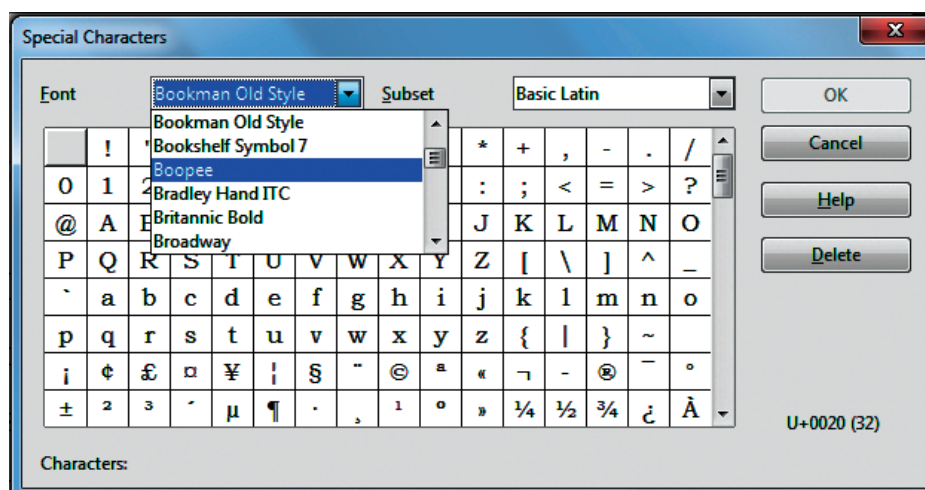 Special Characters
Font Bookman Old Style Subset Basic Latin OK
Bookman Old Style
Bookshelf Symbol 7
Boopee
Bradley Hand ITC
Britannic Bold
Broadway
! " * + , - . /
0 1 2 : ; < = > ?
@ A B J K L M N O
P Q R S T U V W X Y Z [ \ ] ^ _
` a b c d e f g h i j k l m n o
p q r s t u v w x y z { | } ~
¡ ¢ £ ¤ ¥ ¦ § ¨ © ª « ¬ - ® ¯ °
± ² ³ ´ µ ¶ · ¸ ¹ º » ¼ ½ ¾ ¿ À
Cancel
Help
Delete
U+0020 (32)
Characters: